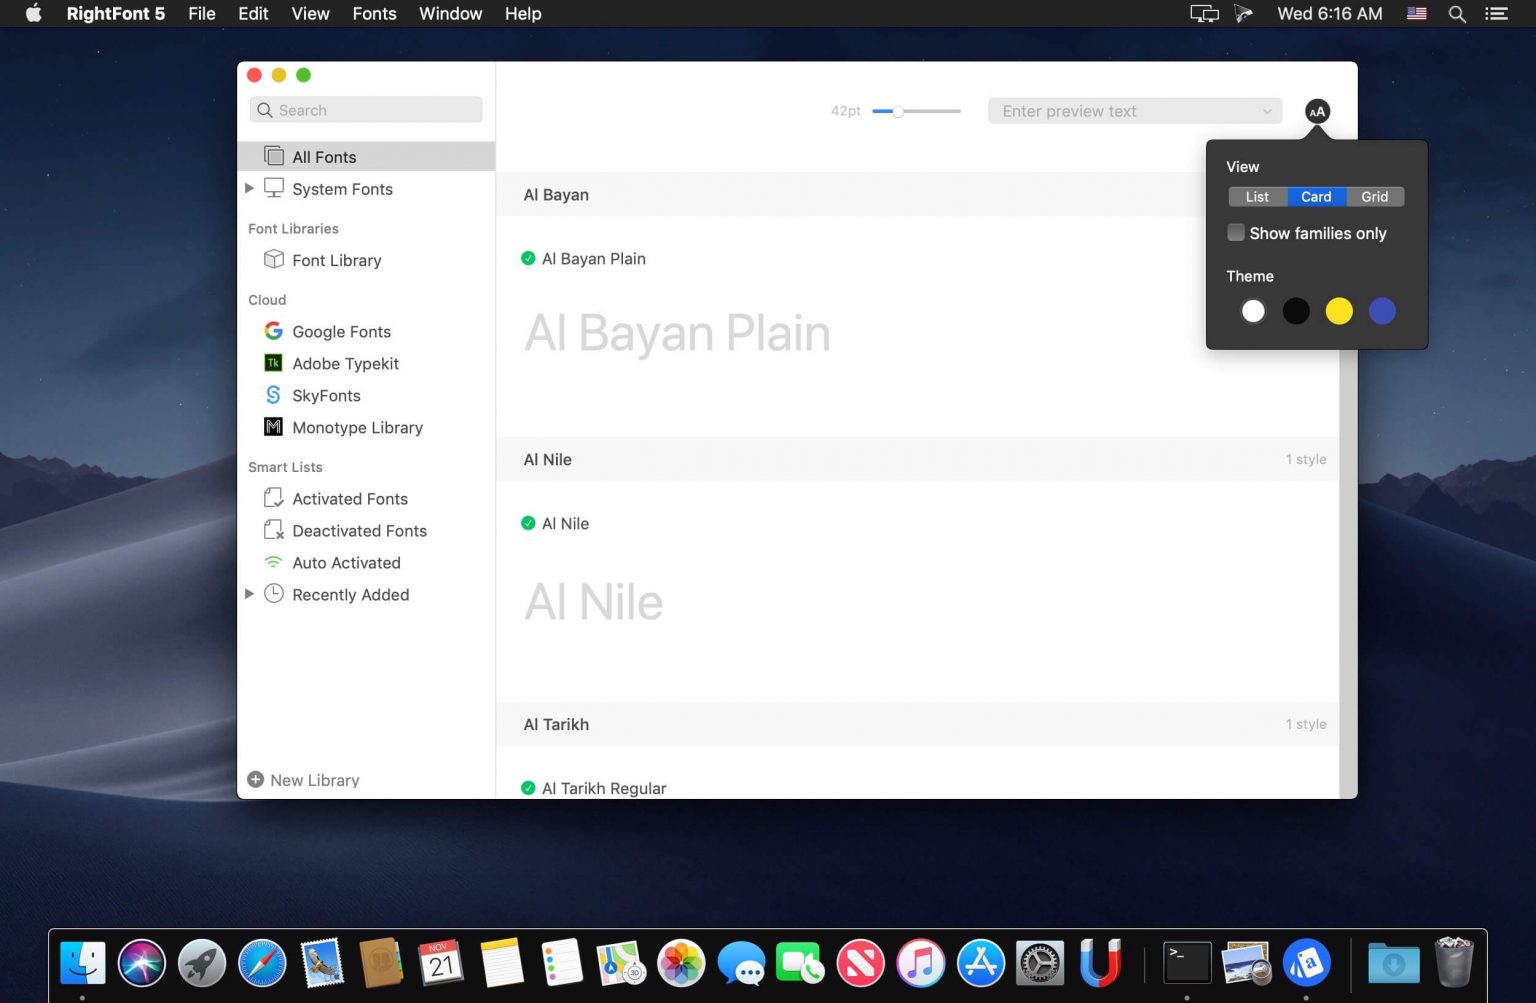 RightFont 5 File Edit View Fonts Window Help Wed 6:16 AM
Search
42pt
Enter preview text
AA
All Fonts
System Fonts
Font Libraries
Font Library
Cloud
Google Fonts
Tk Adobe Typekit
SkyFonts
Monotype Library
Smart Lists
Activated Fonts
Deactivated Fonts
Auto Activated
Recently Added
New Library
Al Bayan
Al Bayan Plain
Al Bayan Plain
Al Nile 1 style
Al Nile
Al Nile
Al Tarikh 1 style
Al Tarikh Regular
View
List Card Grid
Show families only
Theme
NOV
21
3D
>_
a